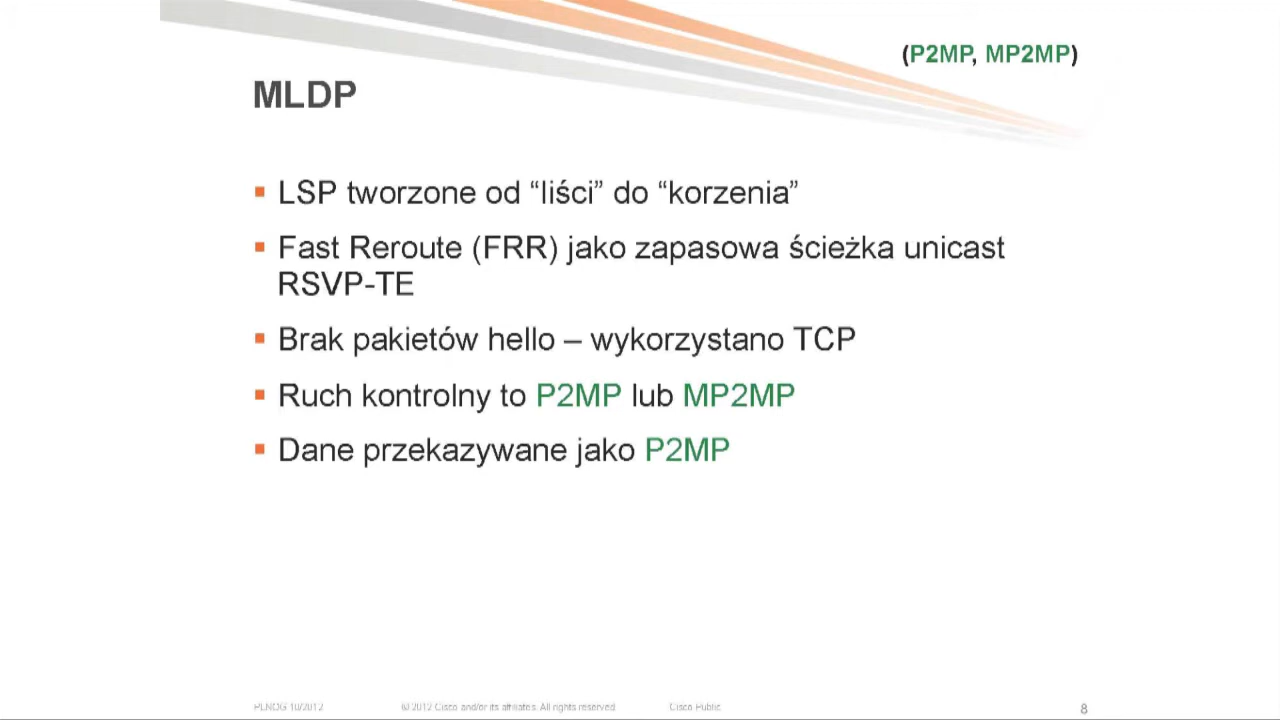 (P2MP, MP2MP)
MLDP
▪ LSP tworzone od “liści” do “korzenia”
▪ Fast Reroute (FRR) jako zapasowa ścieżka unicast
RSVP-TE
▪ Brak pakietów hello – wykorzystano TCP
▪ Ruch kontrolny to P2MP lub MP2MP
▪ Dane przekazywane jako P2MP
PLNOG 10/2012 © 2012 Cisco and/or its affiliates. All rights reserved. Cisco Public 8